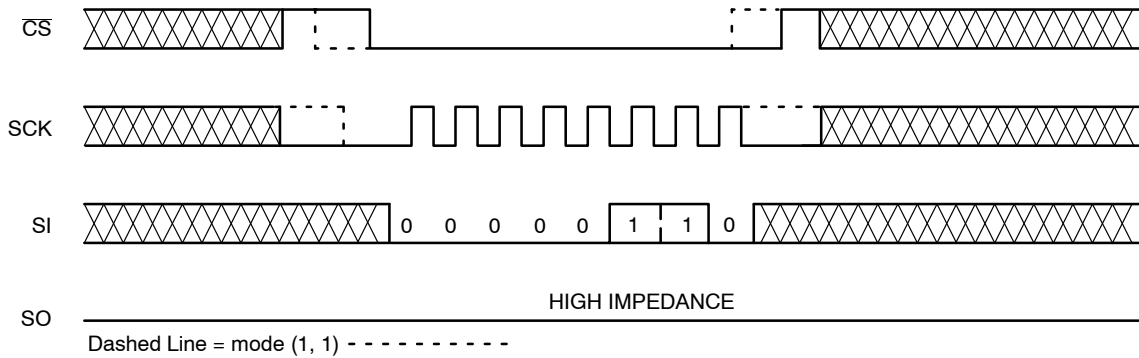 CS
SCK
SI 0 0 0 0 0 1 1 0
HIGH IMPEDANCE
SO
Dashed Line = mode (1, 1)